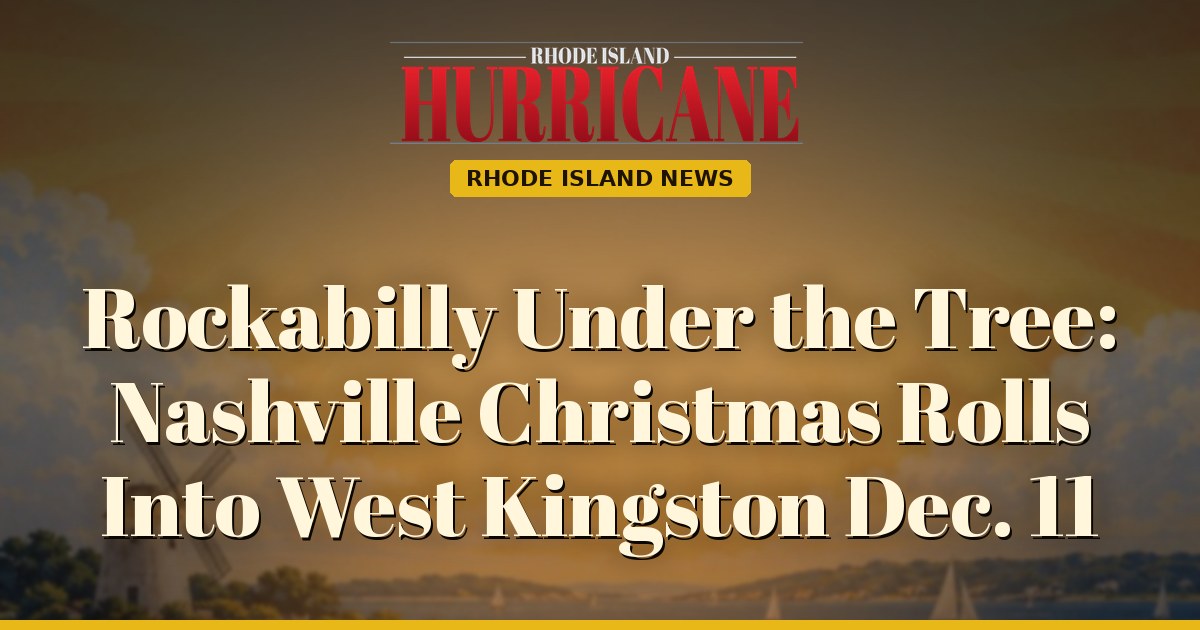 RHODE ISLAND
HURRICANE
RHODE ISLAND NEWS
Rockabilly Under the Tree:
Nashville Christmas Rolls
Into West Kingston Dec. 11